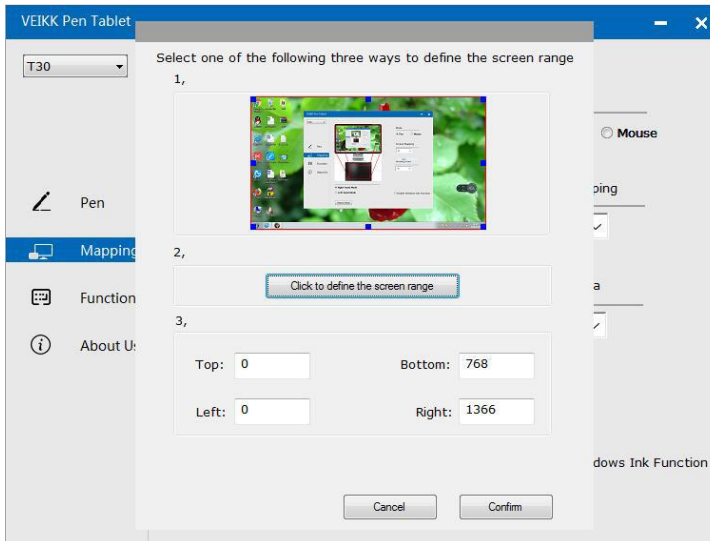 VEIKK Pen Tablet
T30
Select one of the following three ways to define the screen range
1,
Mouse
ping
Pen
Mapping
2,
Click to define the screen range
a
Function
3,
About Us
Top: 0
Bottom: 768
Left: 0
Right: 1366
dows Ink Function
Cancel
Confirm